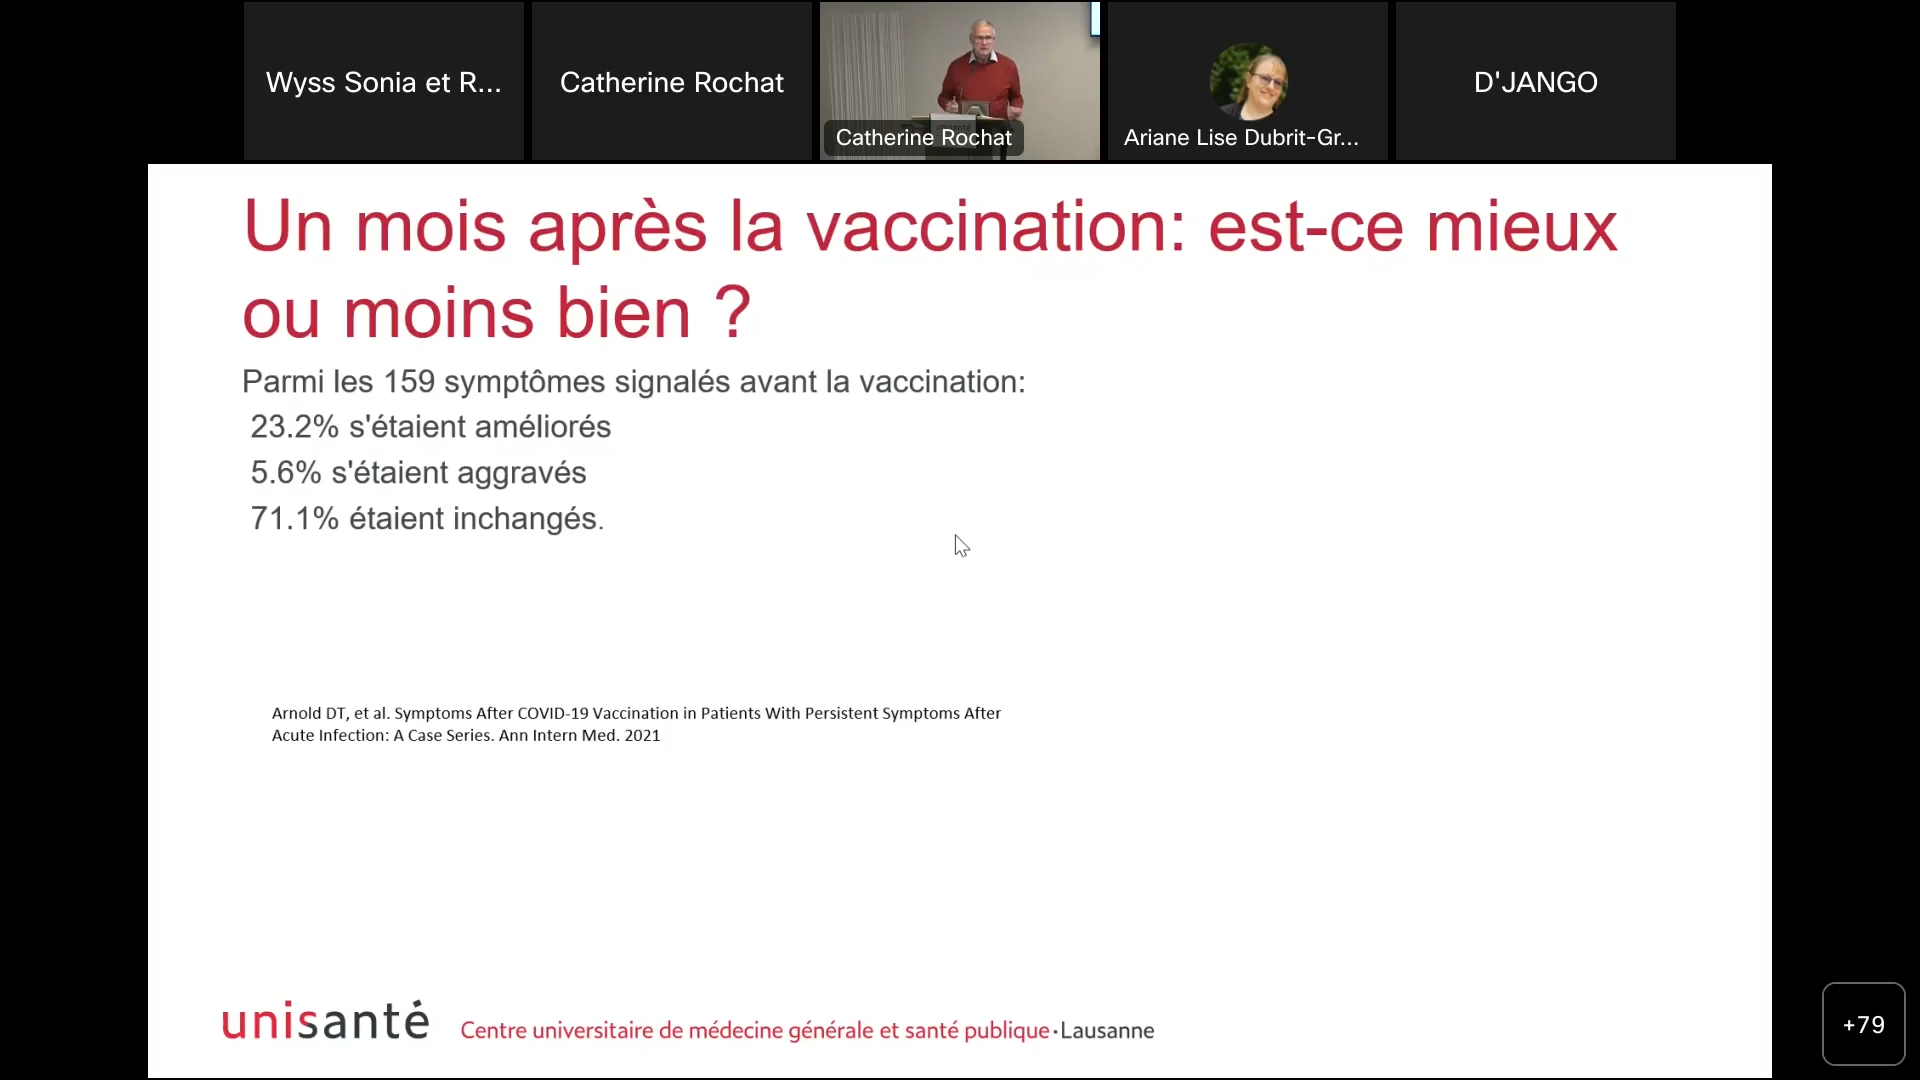 Wyss Sonia et R...
Catherine Rochat
Catherine Rochat
Ariane Lise Dubrit-Gr...
D'JANGO
Un mois après la vaccination: est-ce mieux
ou moins bien ?
Parmi les 159 symptômes signalés avant la vaccination:
23.2% s'étaient améliorés
5.6% s'étaient aggravés
71.1% étaient inchangés.
Arnold DT, et al. Symptoms After COVID-19 Vaccination in Patients With Persistent Symptoms After
Acute Infection: A Case Series. Ann Intern Med. 2021
unisanté
Centre universitaire de médecine générale et santé publique·Lausanne
+79